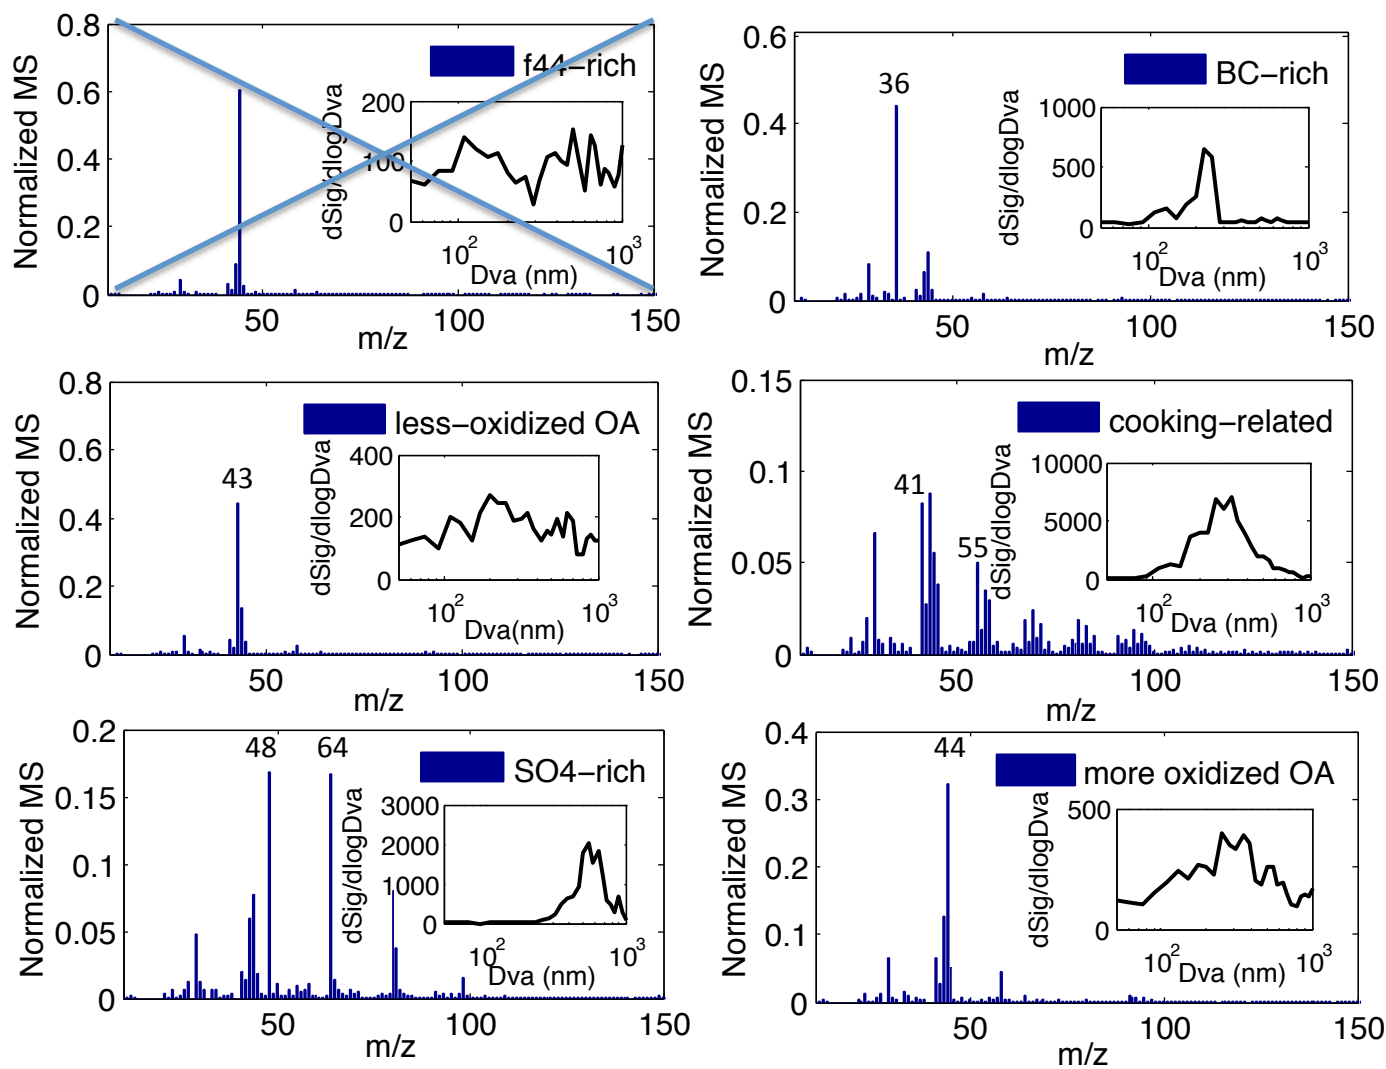 0.8
0.6
0.4
0.2
0
Normalized MS
f44-rich
200
100
0
dSig/dlogDva
10^2
10^3
Dva (nm)
50
100
150
m/z
0.6
0.4
0.2
0
Normalized MS
36
BC-rich
1000
500
0
dSig/dlogDva
10^2
10^3
Dva (nm)
50
100
150
m/z
0.8
0.6
0.4
0.2
0
Normalized MS
43
less-oxidized OA
400
200
0
dSig/dlogDva
10^2
10^3
Dva(nm)
50
100
150
m/z
0.15
0.1
0.05
0
Normalized MS
41
55
cooking-related
10000
5000
0
dSig/dlogDva
10^2
10^3
Dva (nm)
50
100
150
m/z
0.2
0.15
0.1
0.05
0
Normalized MS
48
64
SO4-rich
3000
2000
1000
0
dSig/dlogDva
10^2
10^3
Dva (nm)
50
100
150
m/z
0.4
0.3
0.2
0.1
0
Normalized MS
44
more oxidized OA
500
0
dSig/dlogDva
10^2
10^3
Dva (nm)
50
100
150
m/z